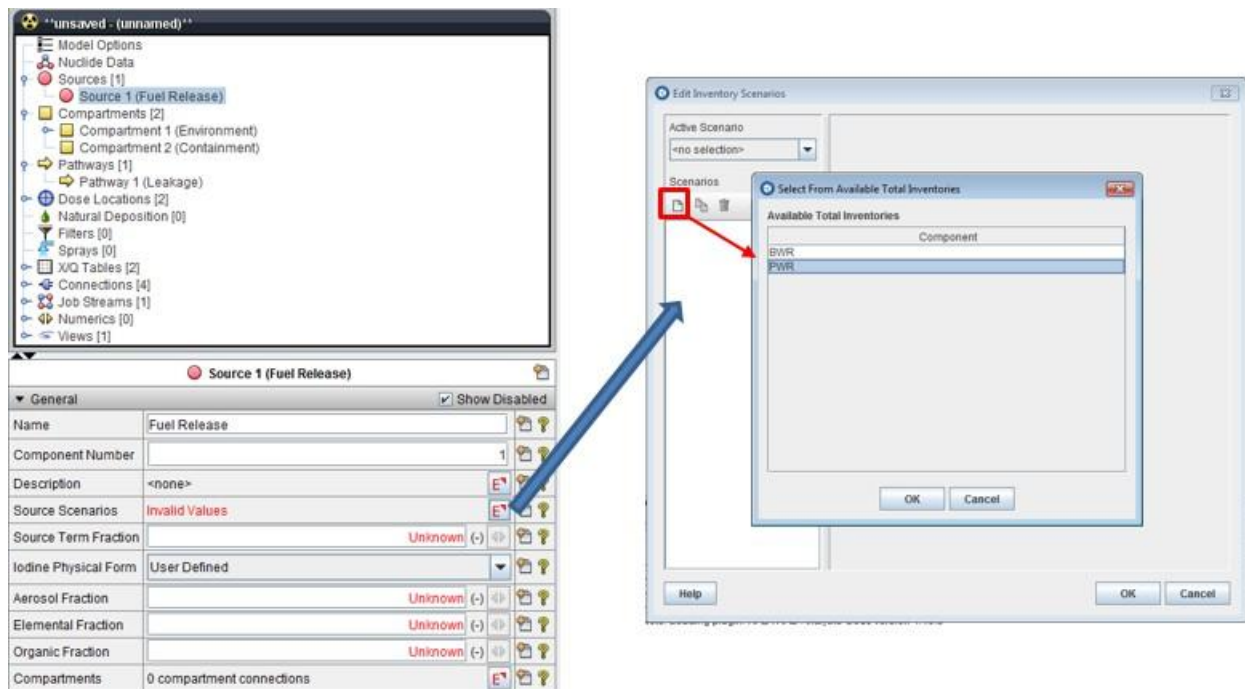 **unsaved - (unnamed)**
Model Options
Nuclide Data
Sources [1]
Source 1 (Fuel Release)
Compartments [2]
Compartment 1 (Environment)
Compartment 2 (Containment)
Pathways [1]
Pathway 1 (Leakage)
Dose Locations [2]
Natural Deposition [0]
Filters [0]
Sprays [0]
X/Q Tables [2]
Connections [4]
Job Streams [1]
Numerics [0]
Views [1]
Source 1 (Fuel Release)
General Show Disabled
Name Fuel Release
Component Number 1
Description <none> E
Source Scenarios Invalid Values E
Source Term Fraction Unknown (-)
Iodine Physical Form User Defined
Aerosol Fraction Unknown (-)
Elemental Fraction Unknown (-)
Organic Fraction Unknown (-)
Compartments 0 compartment connections E
Edit Inventory Scenarios
Active Scenario
<no selection>
Scenarios
Select From Available Total Inventories
Available Total Inventories
Component
BWR
PWR
OK Cancel
Help OK Cancel